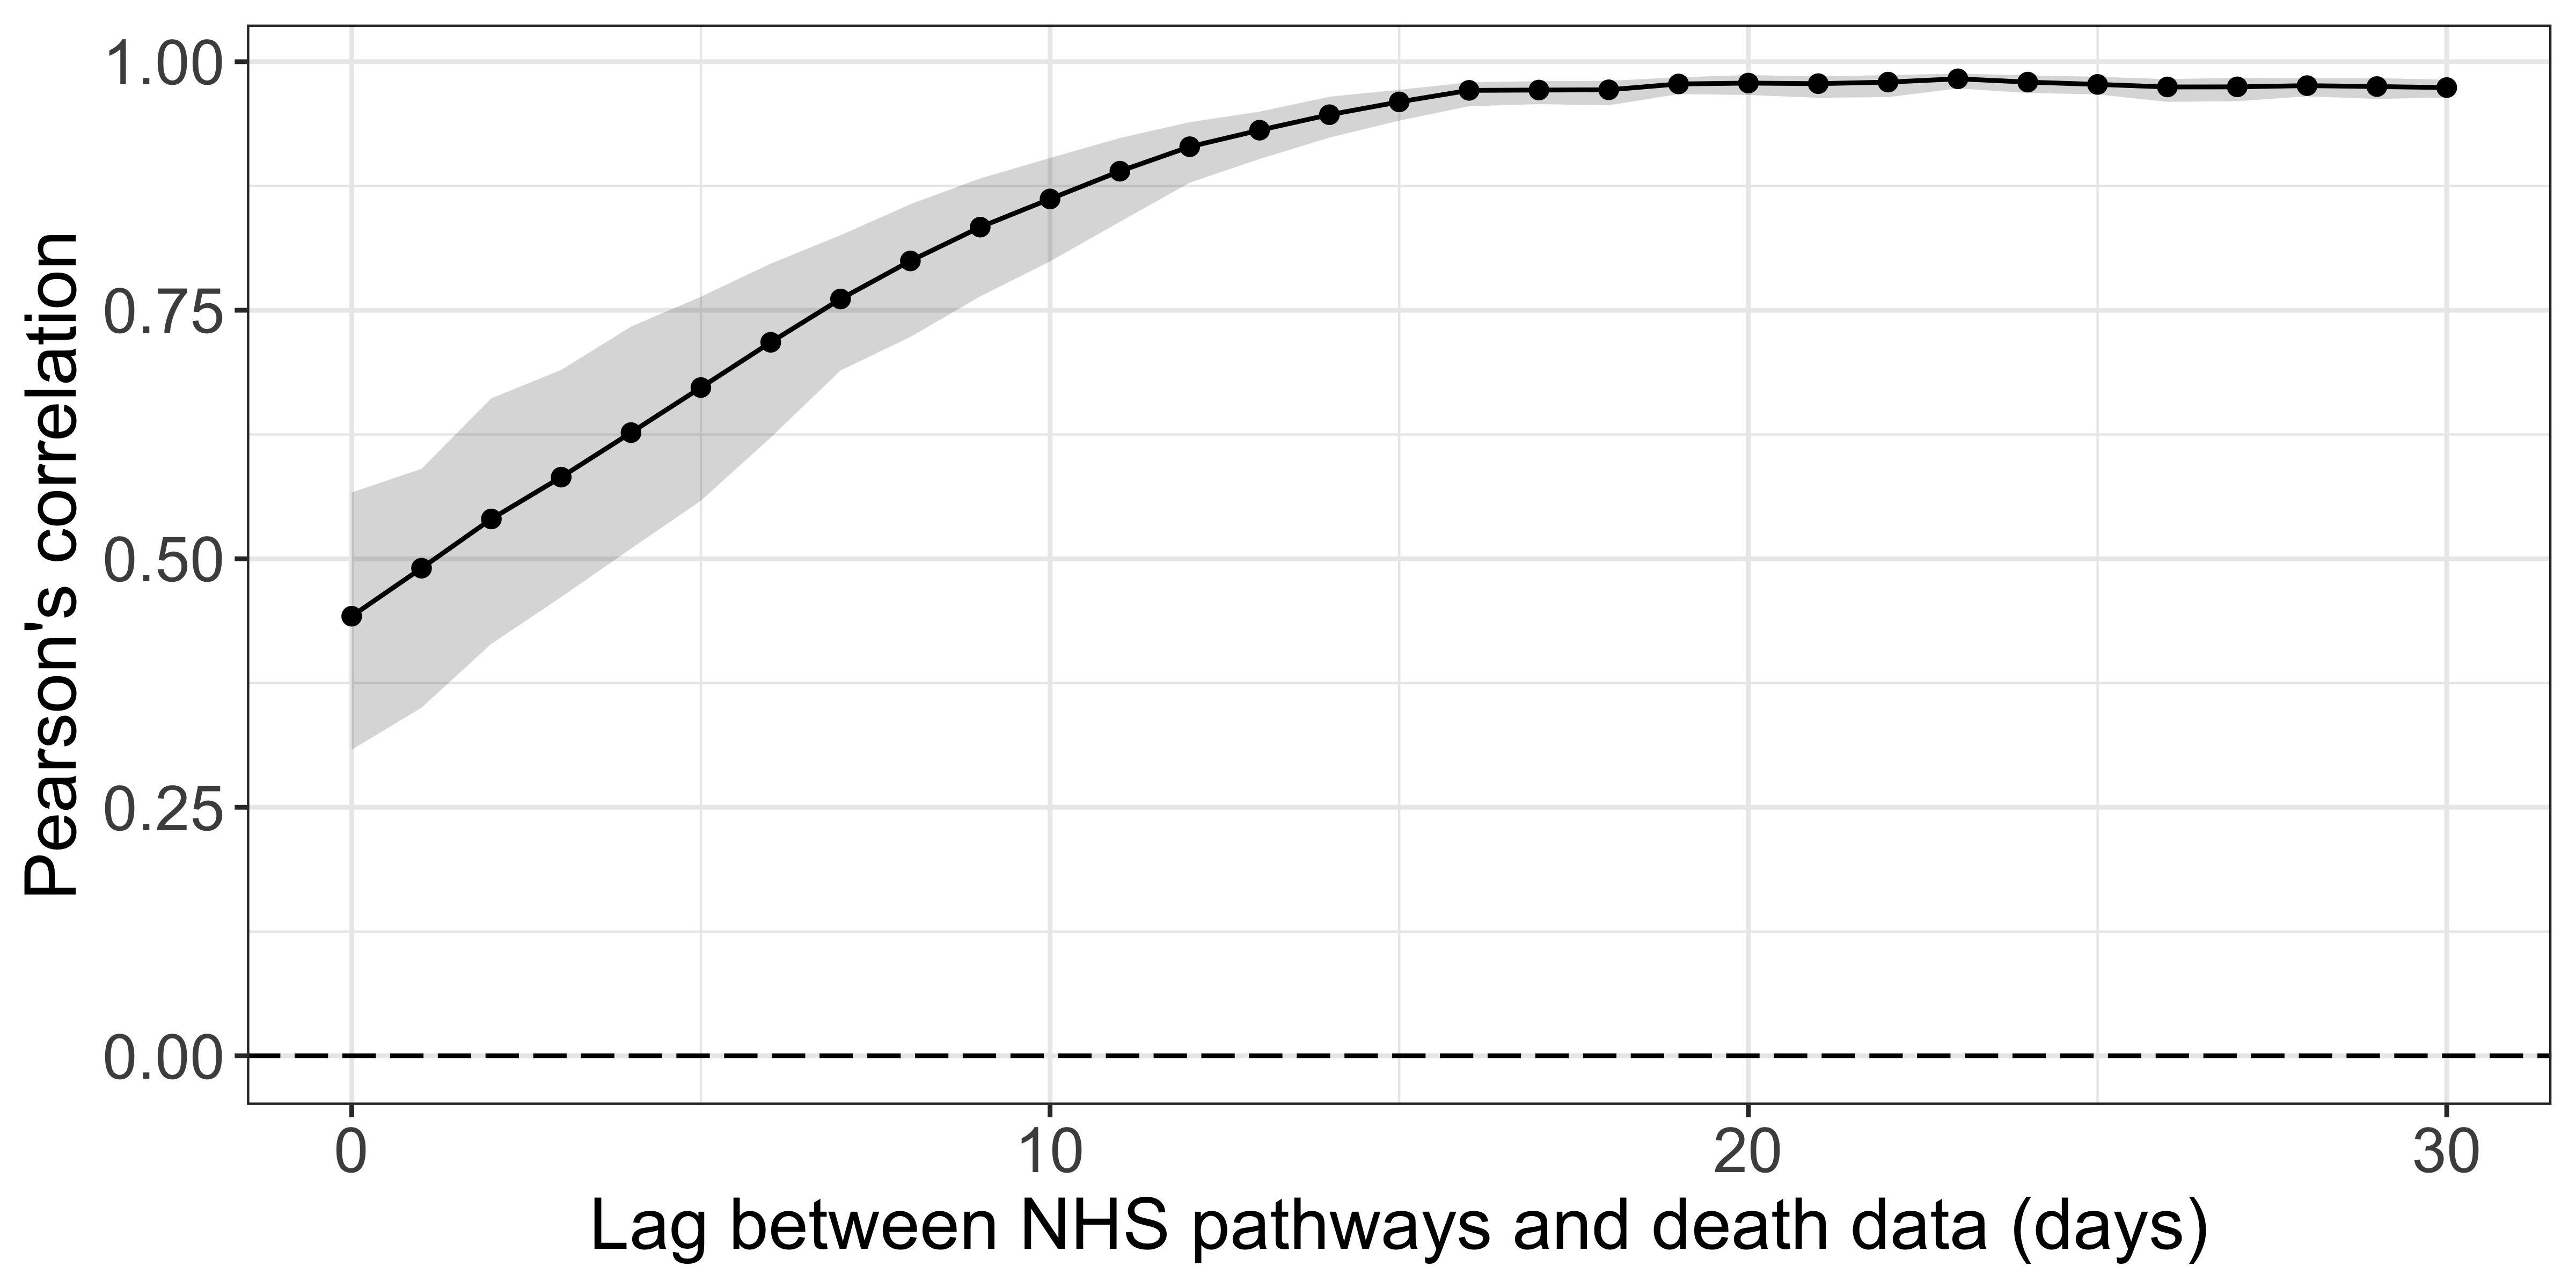 Pearson's correlation
1.00
0.75
0.50
0.25
0.00
0 10 20 30
Lag between NHS pathways and death data (days)